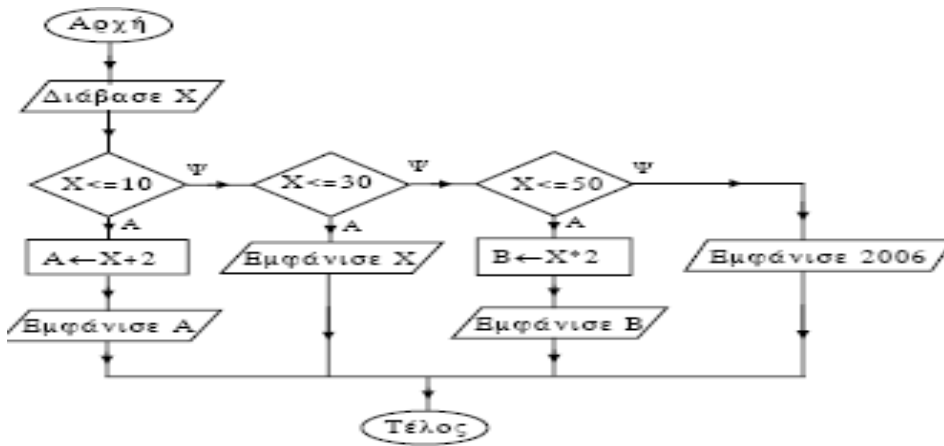 Αρχή
Διάβασε Χ
Χ<=10
Ψ
Χ<=30
Ψ
Χ<=50
Ψ
Α
Α
Α
Α←Χ+2
Εμφάνισε Χ
Β←Χ*2
Εμφάνισε 2006
Εμφάνισε Α
Εμφάνισε Β
Τέλος